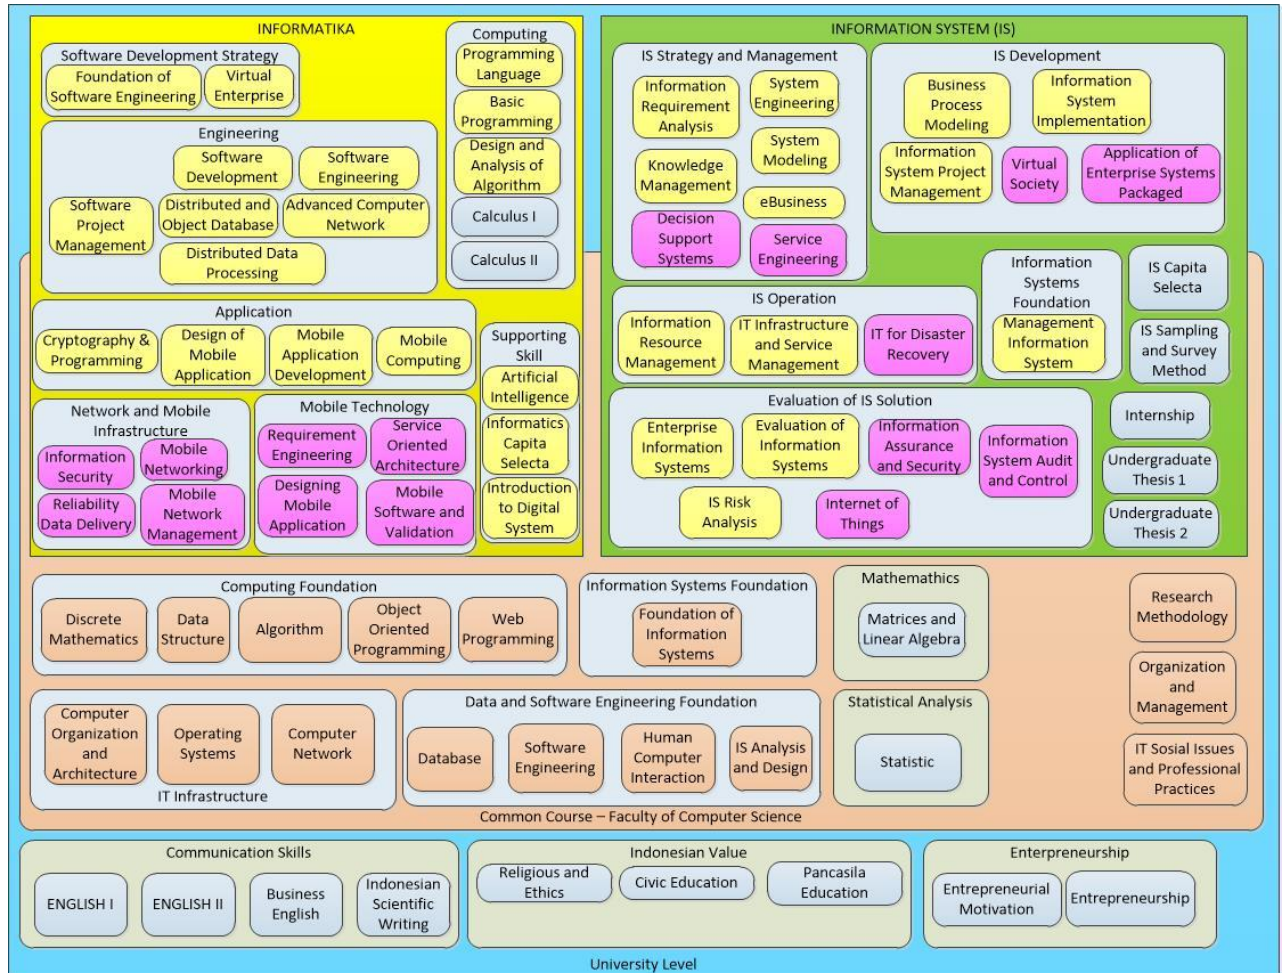 INFORMATIKA
Software Development Strategy
Foundation of
Software Engineering
Virtual
Enterprise
Engineering
Software
Development
Software
Engineering
Software
Project
Management
Distributed and
Object Database
Advanced Computer
Network
Distributed Data
Processing
Computing
Programming
Language
Basic
Programming
Design and
Analysis of
Algorithm
Calculus I
Calculus II
Application
Cryptography &
Programming
Design of
Mobile
Application
Mobile
Application
Development
Mobile
Computing
Supporting
Skill
Artificial
Intelligence
Informatics
Capita
Selecta
Introduction
to Digital
System
Network and Mobile
Infrastructure
Information
Security
Mobile
Networking
Reliability
Data Delivery
Mobile
Network
Management
Mobile Technology
Requirement
Engineering
Service
Oriented
Architecture
Designing
Mobile
Application
Mobile
Software and
Validation
INFORMATION SYSTEM (IS)
IS Strategy and Management
Information
Requirement
Analysis
System
Engineering
System
Modeling
Knowledge
Management
eBusiness
Decision
Support
Systems
Service
Engineering
IS Development
Business
Process
Modeling
Information
System
Implementation
Information
System Project
Management
Virtual
Society
Application of
Enterprise Systems
Packaged
IS Operation
Information
Resource
Management
IT Infrastructure
and Service
Management
IT for Disaster
Recovery
Information
Systems
Foundation
Management
Information
System
IS Capita
Selecta
IS Sampling
and Survey
Method
Evaluation of IS Solution
Enterprise
Information
Systems
Evaluation of
Information
Systems
Information
Assurance
and Security
Information
System Audit
and Control
IS Risk
Analysis
Internet of
Things
Internship
Undergraduate
Thesis 1
Undergraduate
Thesis 2
Computing Foundation
Discrete
Mathematics
Data
Structure
Algorithm
Object
Oriented
Programming
Web
Programming
Information Systems Foundation
Foundation of
Information
Systems
Mathemathics
Matrices and
Linear Algebra
Research
Methodology
Organization
and
Management
IT Sosial Issues
and Professional
Practices
Computer
Organization
and
Architecture
Operating
Systems
Computer
Network
IT Infrastructure
Data and Software Engineering Foundation
Database
Software
Engineering
Human
Computer
Interaction
IS Analysis
and Design
Statistical Analysis
Statistic
Common Course – Faculty of Computer Science
Communication Skills
ENGLISH I
ENGLISH II
Business
English
Indonesian
Scientific
Writing
Indonesian Value
Religious and
Ethics
Civic Education
Pancasila
Education
Enterpreneurship
Entrepreneurial
Motivation
Entrepreneurship
University Level